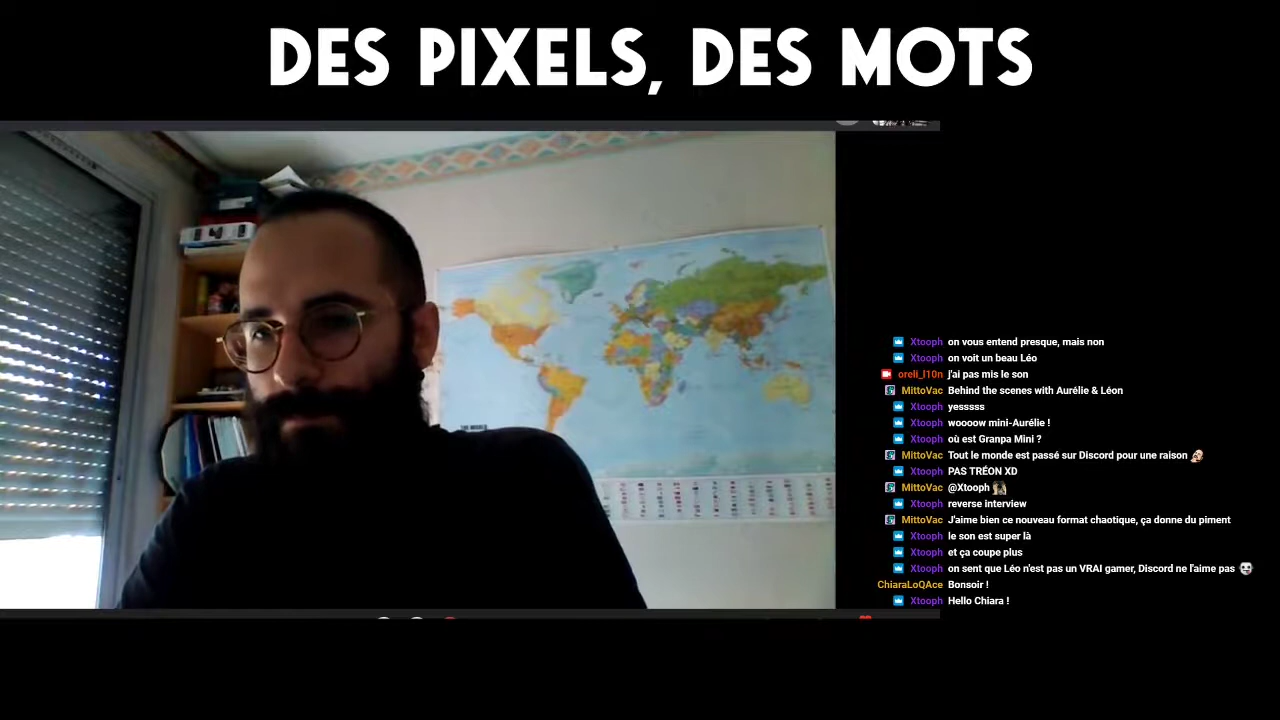 DES PIXELS, DES MOTS
Xtooph on vous entend presque, mais non
Xtooph on voit un beau Léo
oreli_l10n j'ai pas mis le son
MittoVac Behind the scenes with Aurélie & Léon
Xtooph yesssss
Xtooph woooow mini-Aurélie !
Xtooph où est Granpa Mini ?
MittoVac Tout le monde est passé sur Discord pour une raison
Xtooph PAS TRÉON XD
MittoVac @Xtooph
Xtooph reverse interview
MittoVac J'aime bien ce nouveau format chaotique, ça donne du piment
Xtooph le son est super là
Xtooph et ça coupe plus
Xtooph on sent que Léo n'est pas un VRAI gamer, Discord ne l'aime pas
ChiaraLoQAce Bonsoir !
Xtooph Hello Chiara !